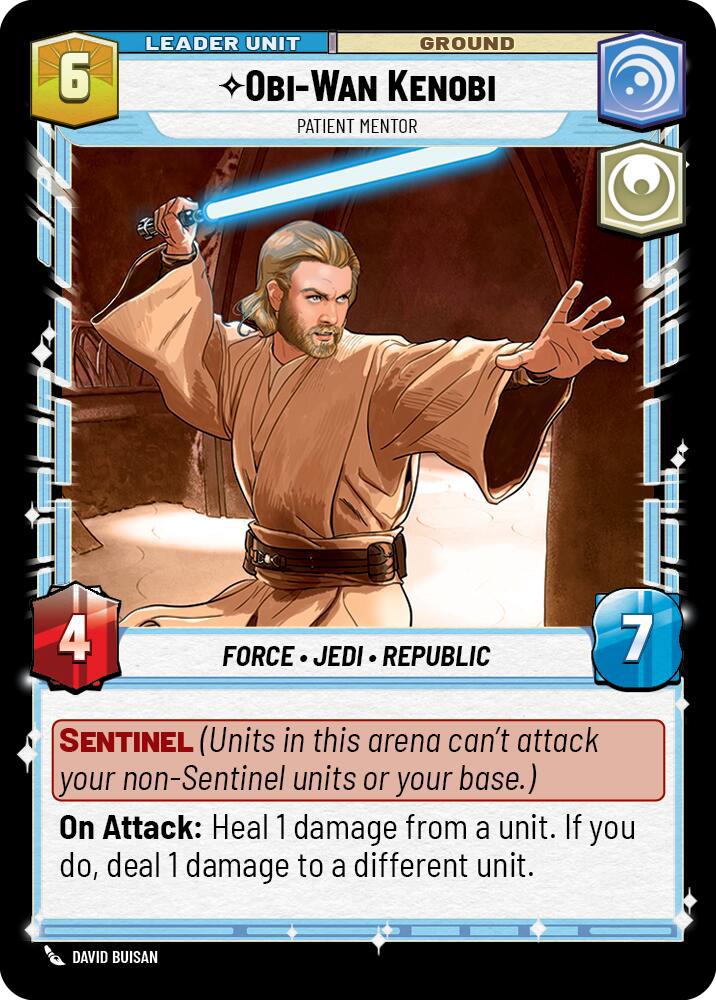 LEADER UNIT
GROUND
6
✧OBI-WAN KENOBI
PATIENT MENTOR
4
FORCE • JEDI • REPUBLIC
7
SENTINEL (Units in this arena can't attack
your non-Sentinel units or your base.)
On Attack: Heal 1 damage from a unit. If you
do, deal 1 damage to a different unit.
DAVID BUISAN